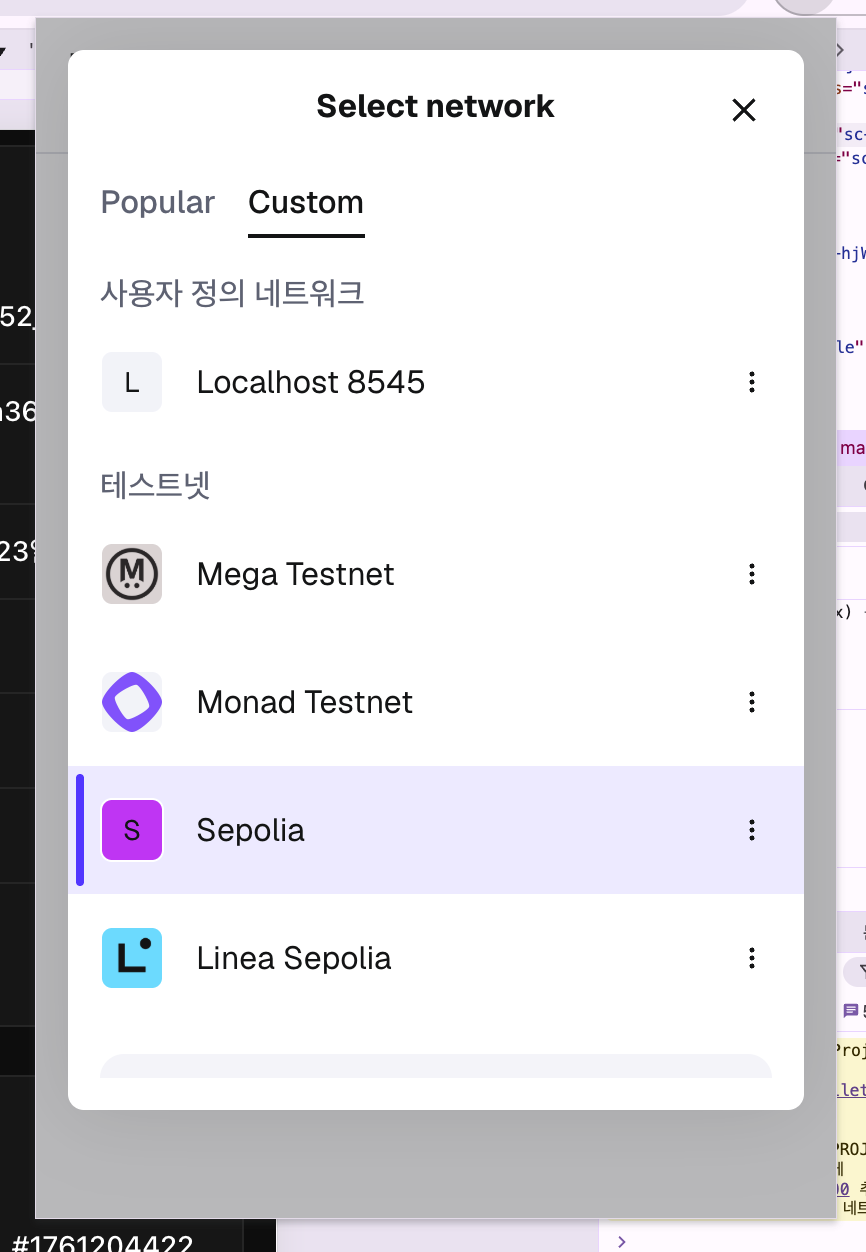 Select network
Popular
Custom
사용자 정의 네트워크
L
Localhost 8545
테스트넷
Mega Testnet
Monad Testnet
S
Sepolia
Linea Sepolia
#1761204422